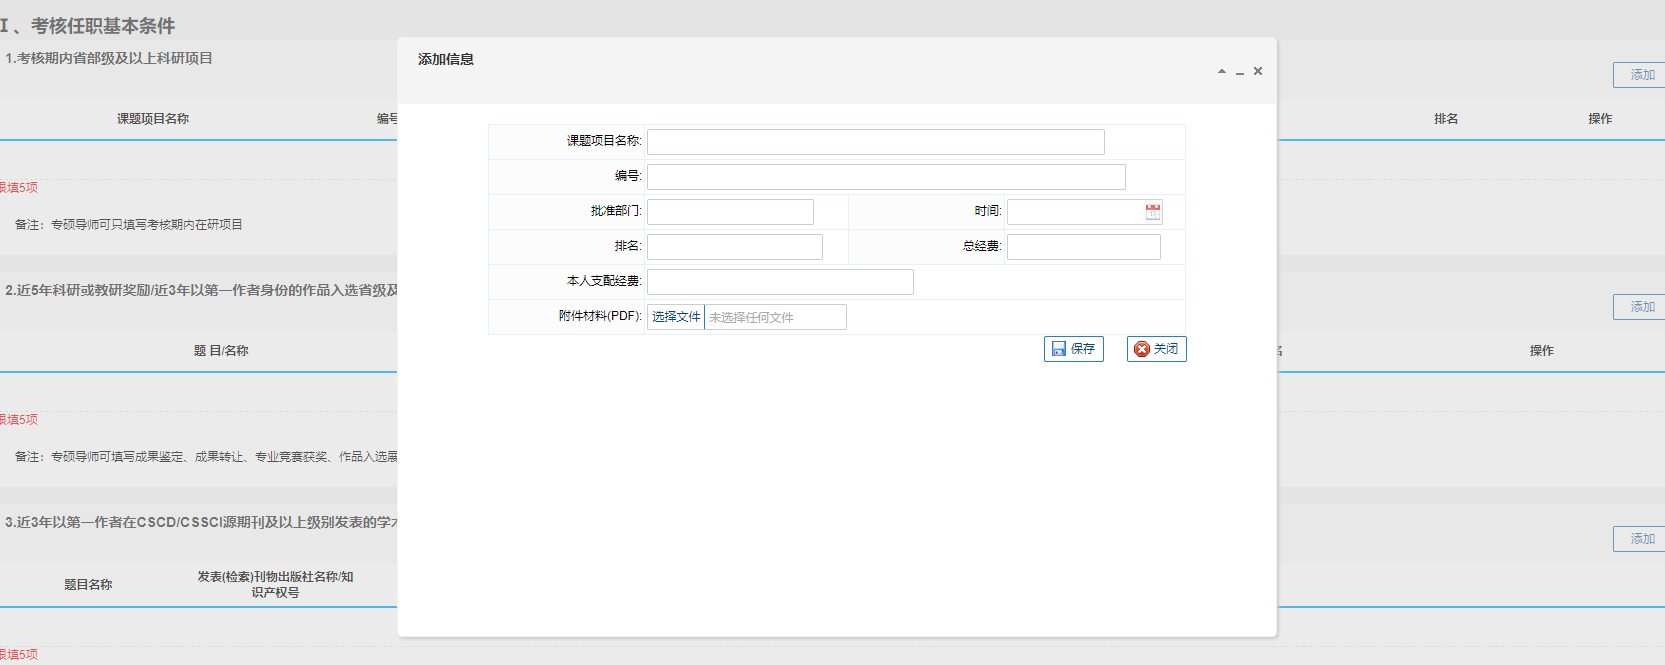 I 、考核任职基本条件
1.考核期内省部级及以上科研项目
添加
课题项目名称
编号
排名
操作
限填5项
备注：专硕导师可只填写考核期内在研项目
2.近5年科研或教研奖励/近3年以第一作者身份的作品入选省级及
添加
题 目/名称
名
操作
限填5项
备注：专硕导师可填写成果鉴定、成果转让、专业竞赛获奖、作品入选展
3.近3年以第一作者在CSCD/CSSCI源期刊及以上级别发表的学术
添加
题目名称
发表(检索)刊物出版社名称/知
识产权号
限填5项
添加信息
课题项目名称:
编号:
批准部门:
时间:
排名:
总经费:
本人支配经费:
附件材料(PDF):
选择文件 未选择任何文件
保存
关闭